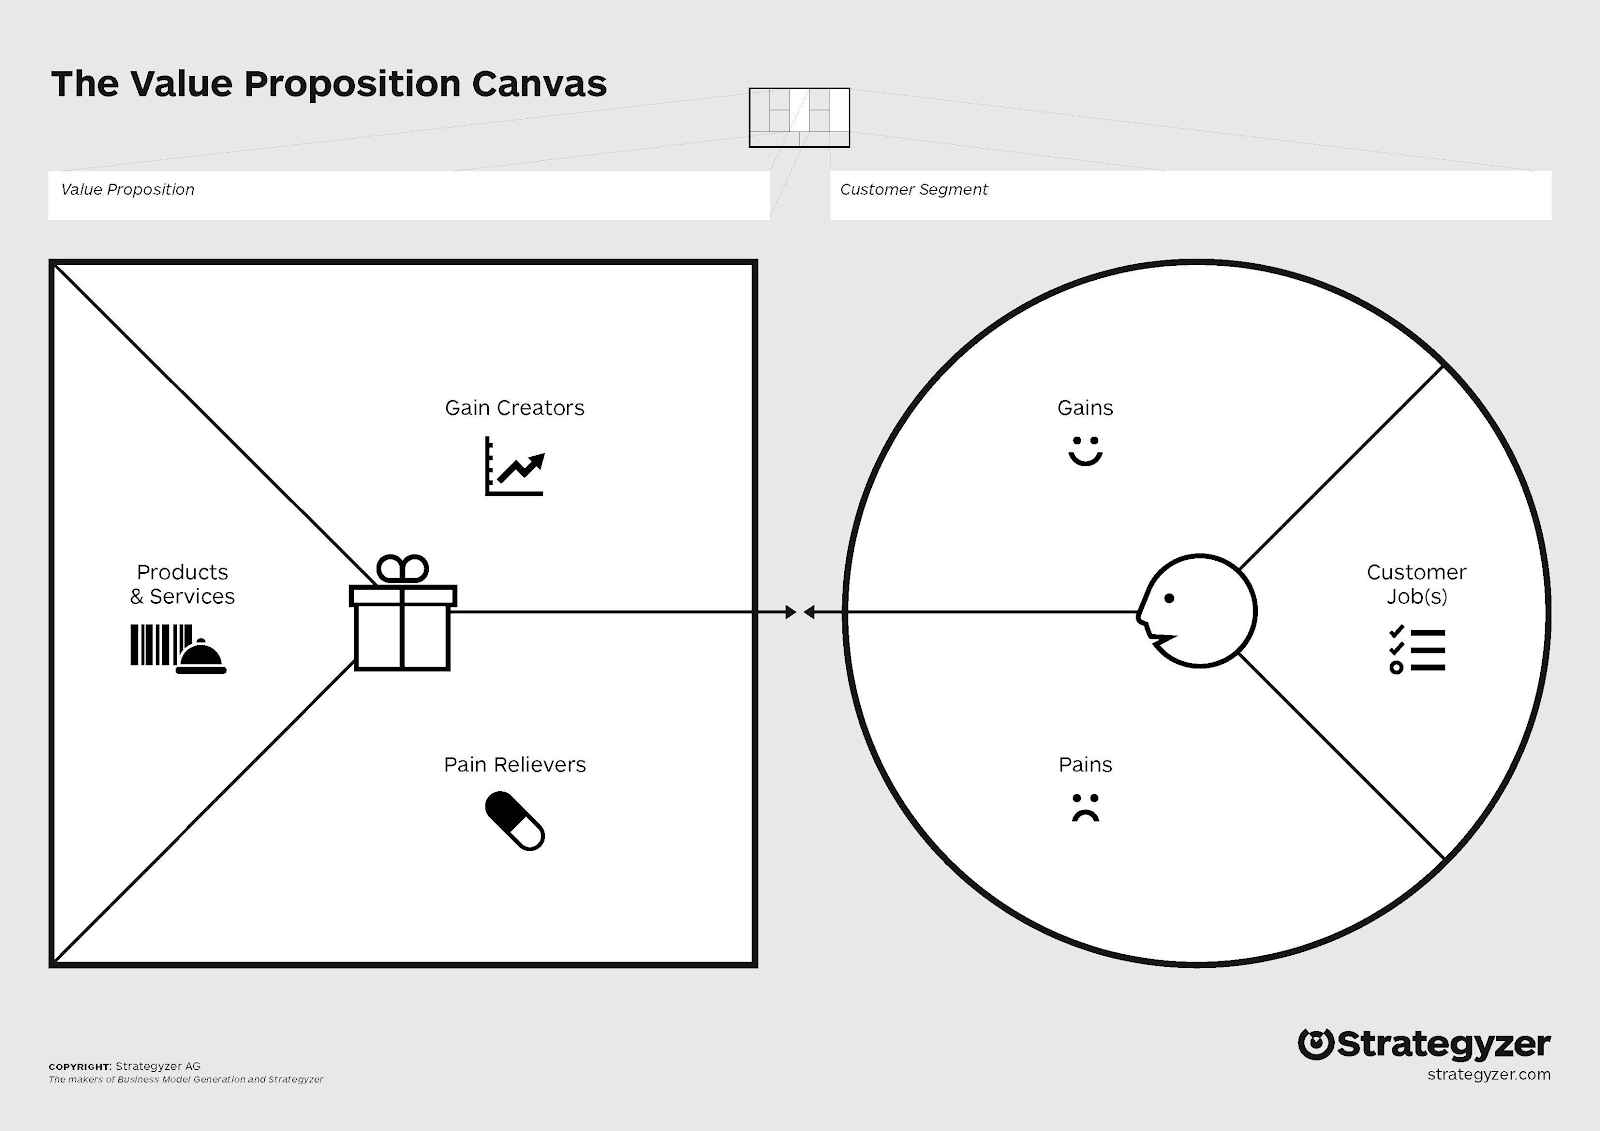 The Value Proposition Canvas
Value Proposition
Customer Segment
Gain Creators
Gains
Products
& Services
Customer
Job(s)
Pain Relievers
Pains
COPYRIGHT: Strategyzer AG
The makers of Business Model Generation and Strategyzer
Strategyzer
strategyzer.com